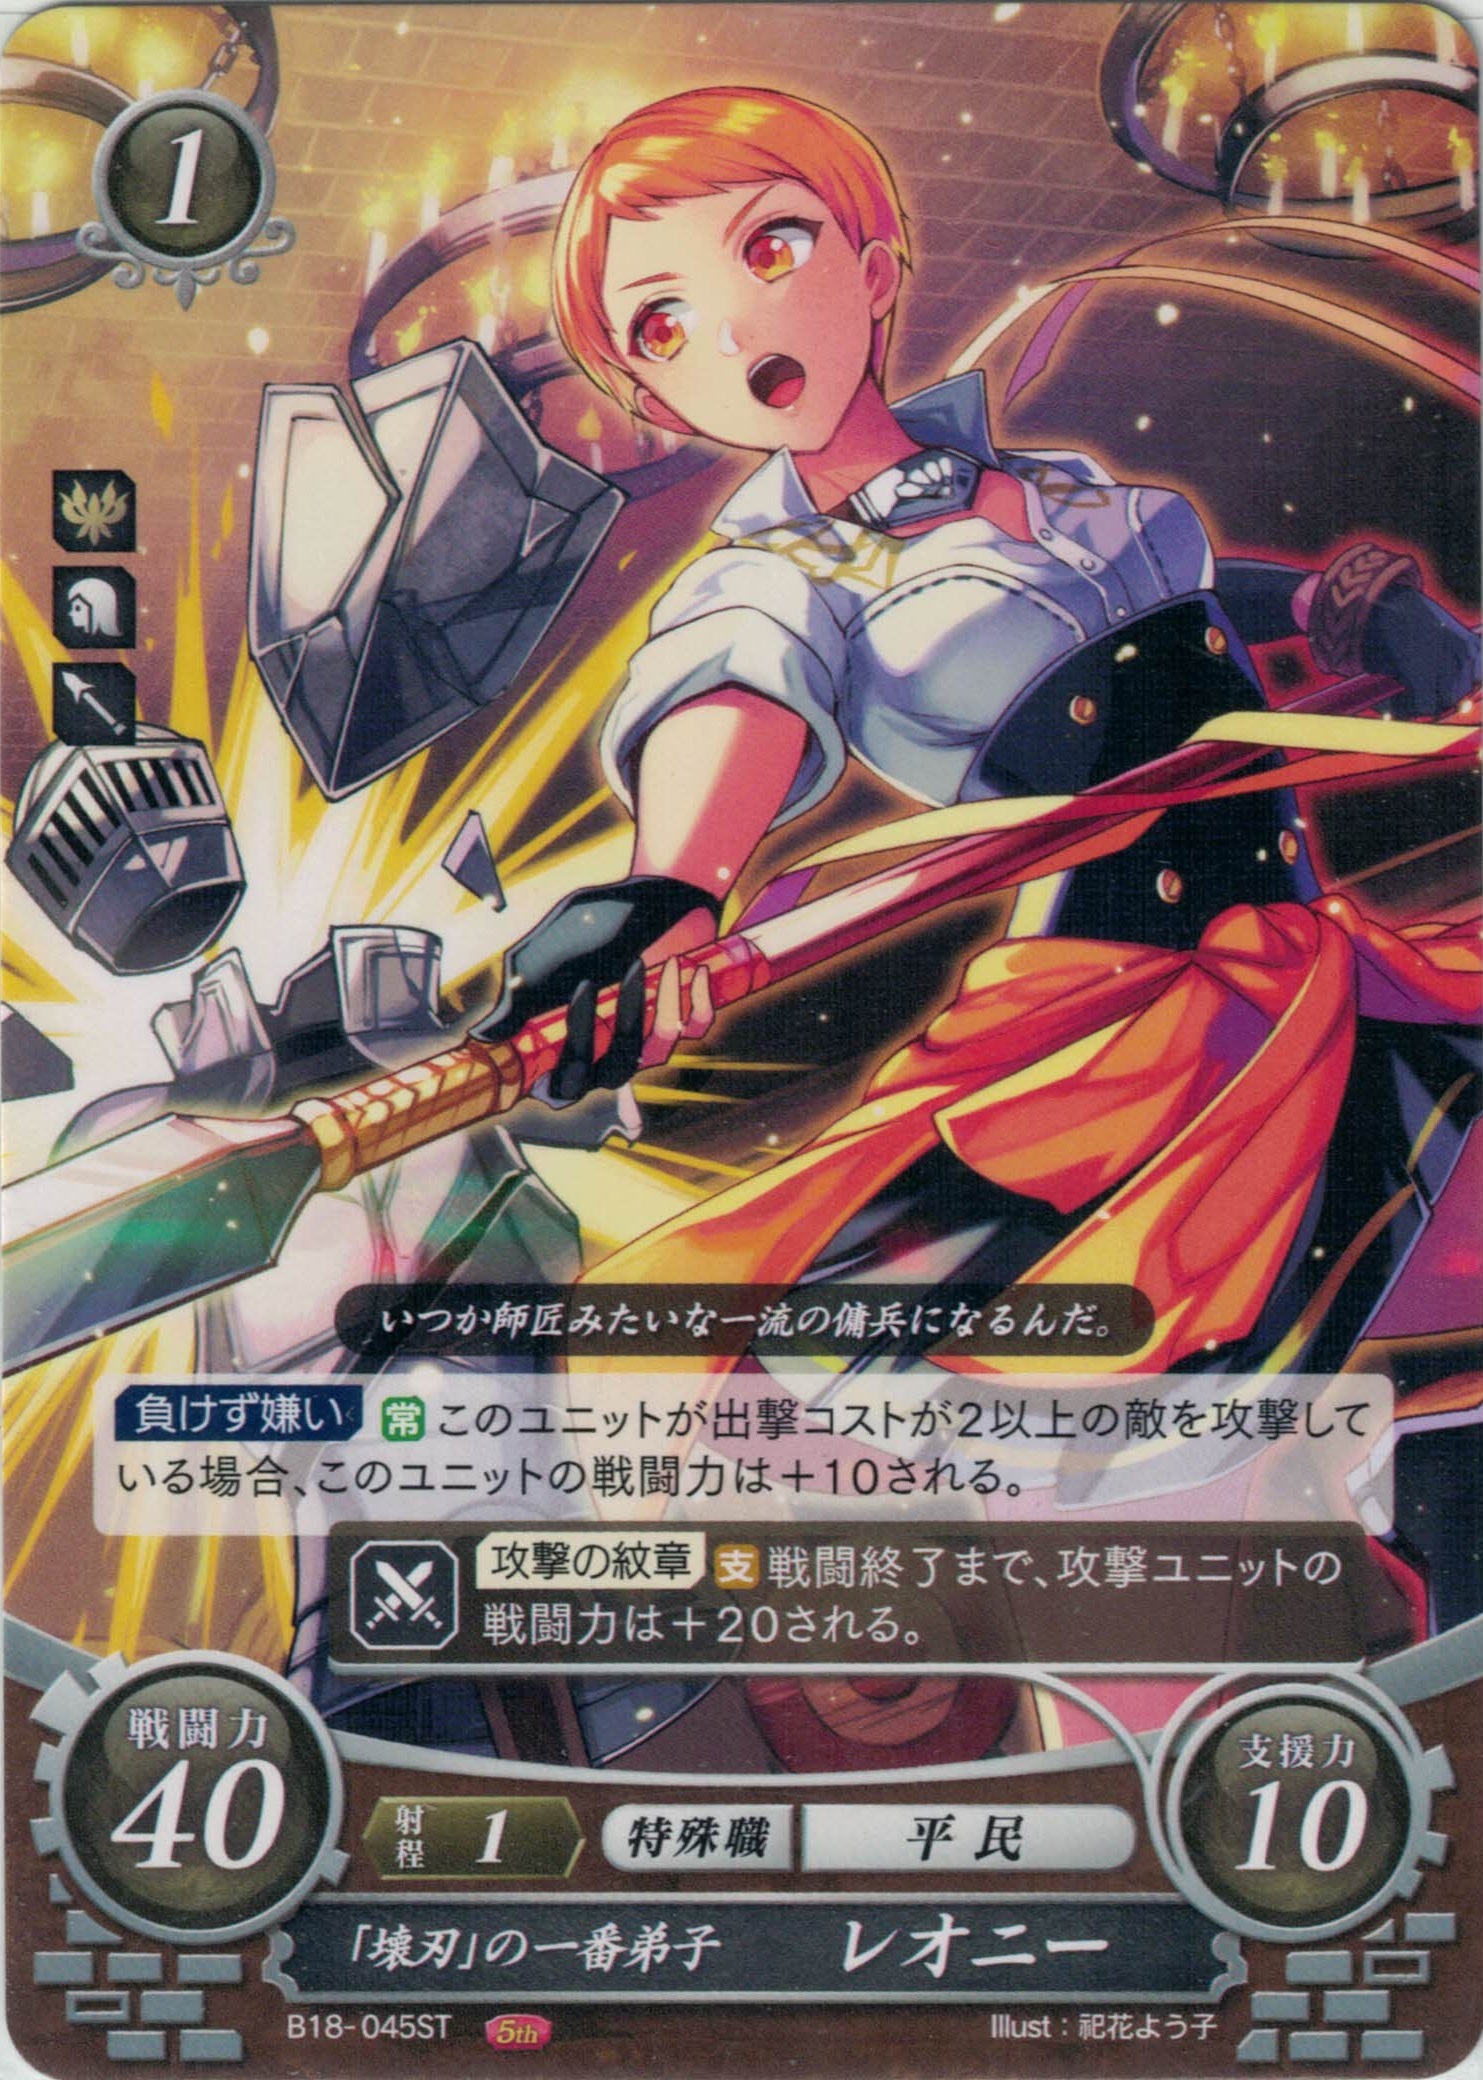 1
いつか師匠みたいな一流の傭兵になるんだ。
負けず嫌い 常 このユニットが出撃コストが2以上の敵を攻撃して
いる場合、このユニットの戦闘力は＋10される。
攻撃の紋章 支 戦闘終了まで、攻撃ユニットの
戦闘力は＋20される。
戦闘力
40
射程 1
特殊職 平民
支援力
10
「壊刃」の一番弟子 レオニー
B18-045ST 5th Illust：祀花よう子